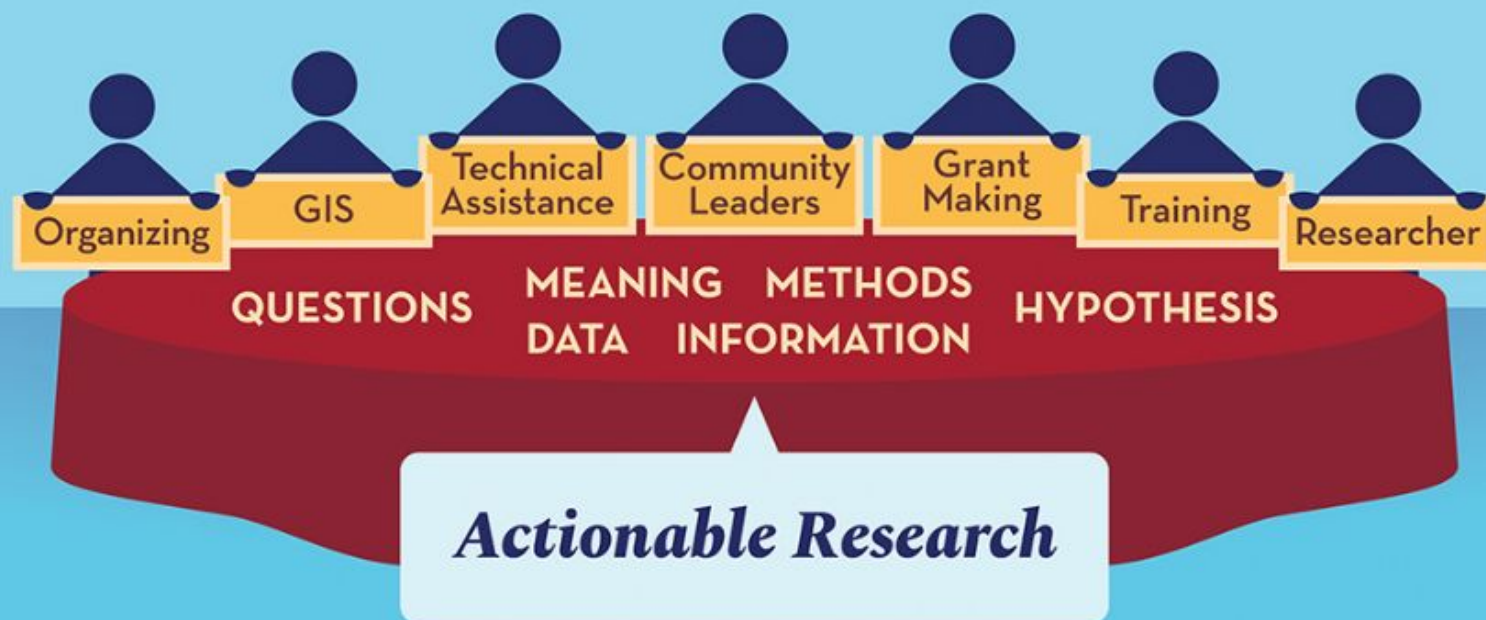 Organizing
GIS
Technical
Assistance
Community
Leaders
Grant
Making
Training
Researcher
QUESTIONS
MEANING METHODS
DATA INFORMATION
HYPOTHESIS
Actionable Research